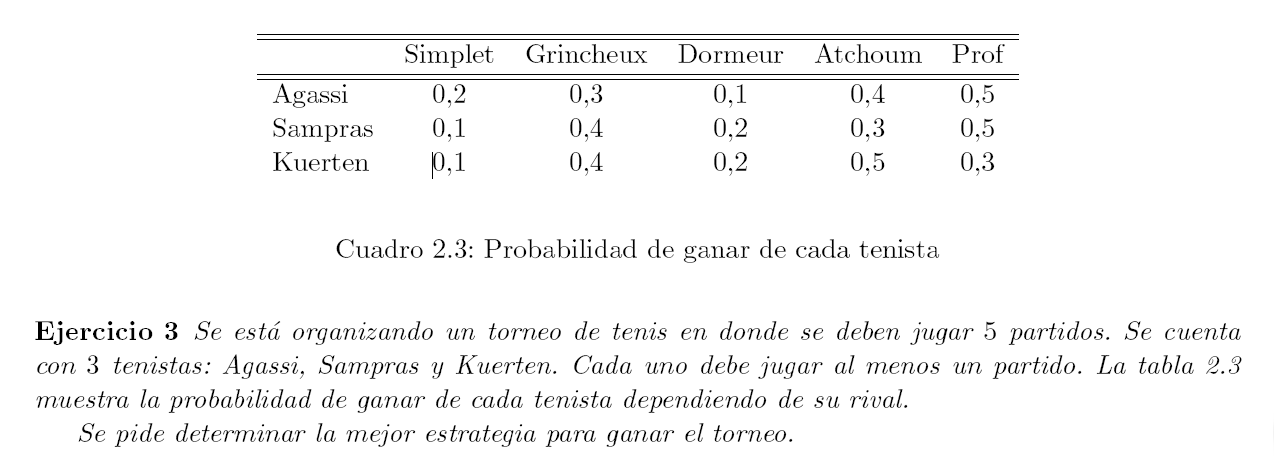 Simplet Grincheux Dormeur Atchoum Prof
Agassi 0,2 0,3 0,1 0,4 0,5
Sampras 0,1 0,4 0,2 0,3 0,5
Kuerten 0,1 0,4 0,2 0,5 0,3
Cuadro 2.3: Probabilidad de ganar de cada tenista
Ejercicio 3 Se está organizando un torneo de tenis en donde se deben jugar 5 partidos. Se cuenta
con 3 tenistas: Agassi, Sampras y Kuerten. Cada uno debe jugar al menos un partido. La tabla 2.3
muestra la probabilidad de ganar de cada tenista dependiendo de su rival.
Se pide determinar la mejor estrategia para ganar el torneo.